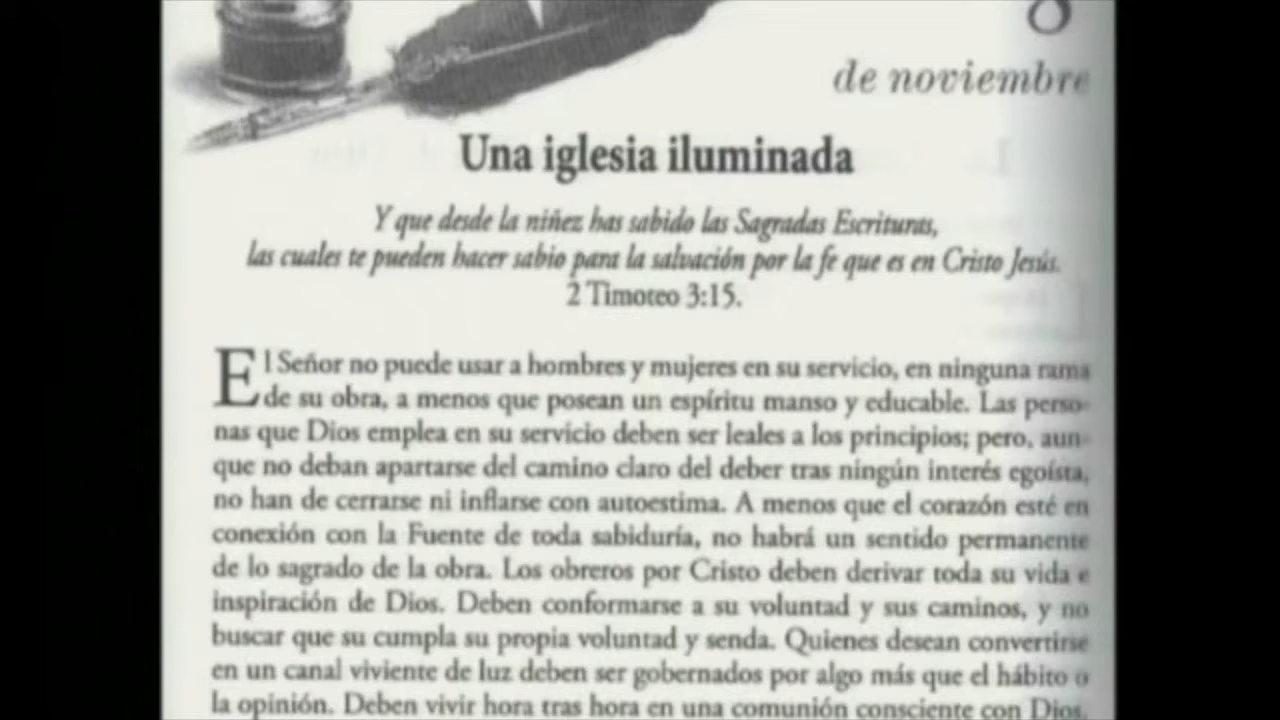 8
de noviembre
Una iglesia iluminada
Y que desde la niñez has sabido las Sagradas Escrituras,
las cuales te pueden hacer sabio para la salvación por la fe que es en Cristo Jesús.
2 Timoteo 3:15.
El Señor no puede usar a hombres y mujeres en su servicio, en ninguna rama
de su obra, a menos que posean un espíritu manso y educable. Las perso-
nas que Dios emplea en su servicio deben ser leales a los principios; pero, aun-
que no deban apartarse del camino claro del deber tras ningún interés egoísta,
no han de cerrarse ni inflarse con autoestima. A menos que el corazón esté en
conexión con la Fuente de toda sabiduría, no habrá un sentido permanente
de lo sagrado de la obra. Los obreros por Cristo deben derivar toda su vida e
inspiración de Dios. Deben conformarse a su voluntad y sus caminos, y no
buscar que su cumpla su propia voluntad y senda. Quienes desean convertirse
en un canal viviente de luz deben ser gobernados por algo más que el hábito o
la opinión. Deben vivir hora tras hora en una comunión consciente con Dios.